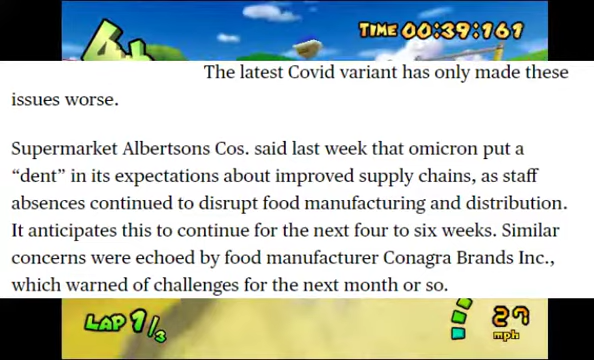 4th
TIME 00:39:161
The latest Covid variant has only made these
issues worse.
Supermarket Albertsons Cos. said last week that omicron put a
“dent” in its expectations about improved supply chains, as staff
absences continued to disrupt food manufacturing and distribution.
It anticipates this to continue for the next four to six weeks. Similar
concerns were echoed by food manufacturer Conagra Brands Inc.,
which warned of challenges for the next month or so.
LAP 1/3
27
mph